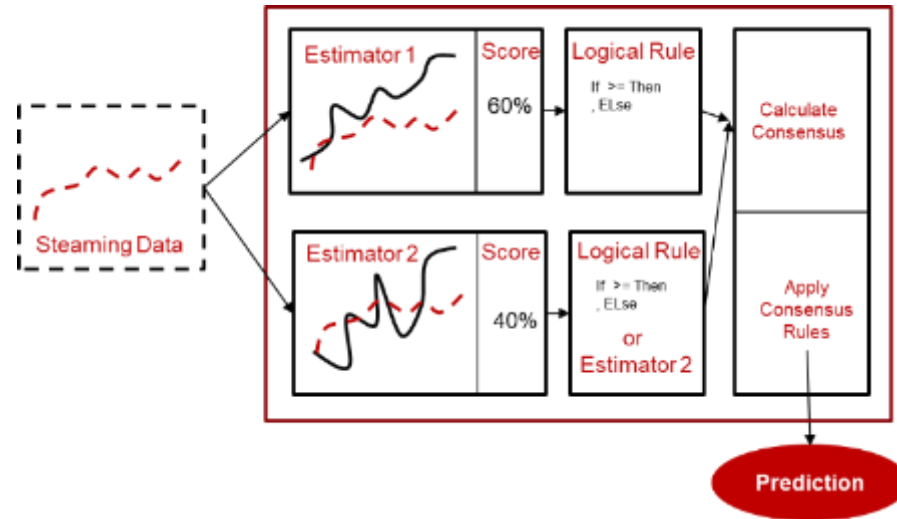 Steaming Data
Estimator 1
Score
60%
Logical Rule
If >= Then
, ELse
Estimator 2
Score
40%
Logical Rule
If >= Then
, ELse
or
Estimator 2
Calculate
Consensus
Apply
Consensus
Rules
Prediction